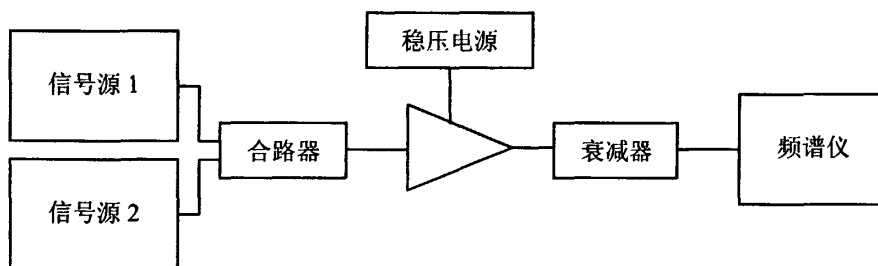 稳压电源
信号源 1
合路器
衰减器
频谱仪
信号源 2